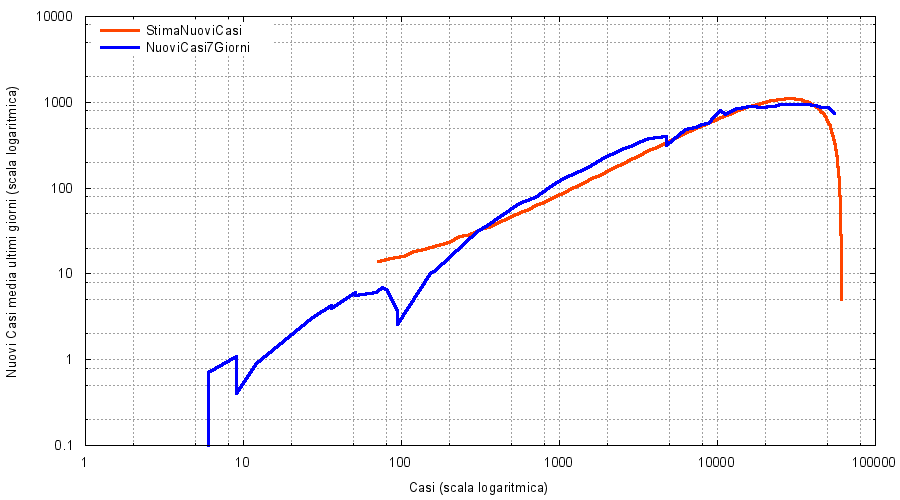 10000
1000
100
10
1
0.1
StimaNuoviCasi
NuoviCasi7Giorni
Nuovi Casi media ultimi giorni (scala logaritmica)
1 10 100 1000 10000 100000
Casi (scala logaritmica)